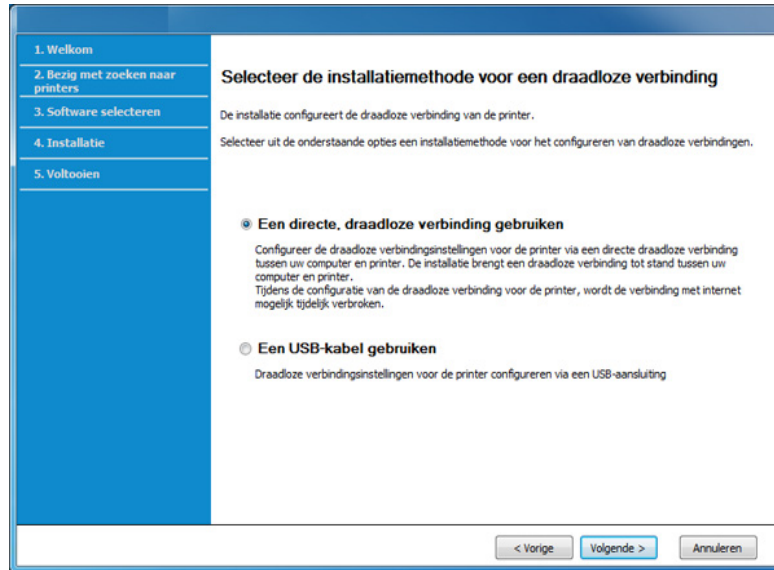 1. Welkom
2. Bezig met zoeken naar
printers
3. Software selecteren
4. Installatie
5. Voltooien
Selecteer de installatiemethode voor een draadloze verbinding
De installatie configureert de draadloze verbinding van de printer.
Selecteer uit de onderstaande opties een installatiemethode voor het configureren van draadloze verbindingen.
Een directe, draadloze verbinding gebruiken
Configureer de draadloze verbindingsinstellingen voor de printer via een directe draadloze verbinding
tussen uw computer en printer. De installatie brengt een draadloze verbinding tot stand tussen uw
computer en printer.
Tijdens de configuratie van de draadloze verbinding voor de printer, wordt de verbinding met internet
mogelijk tijdelijk verbroken.
Een USB-kabel gebruiken
Draadloze verbindingsinstellingen voor de printer configureren via een USB-aansluiting
< Vorige
Volgende >
Annuleren